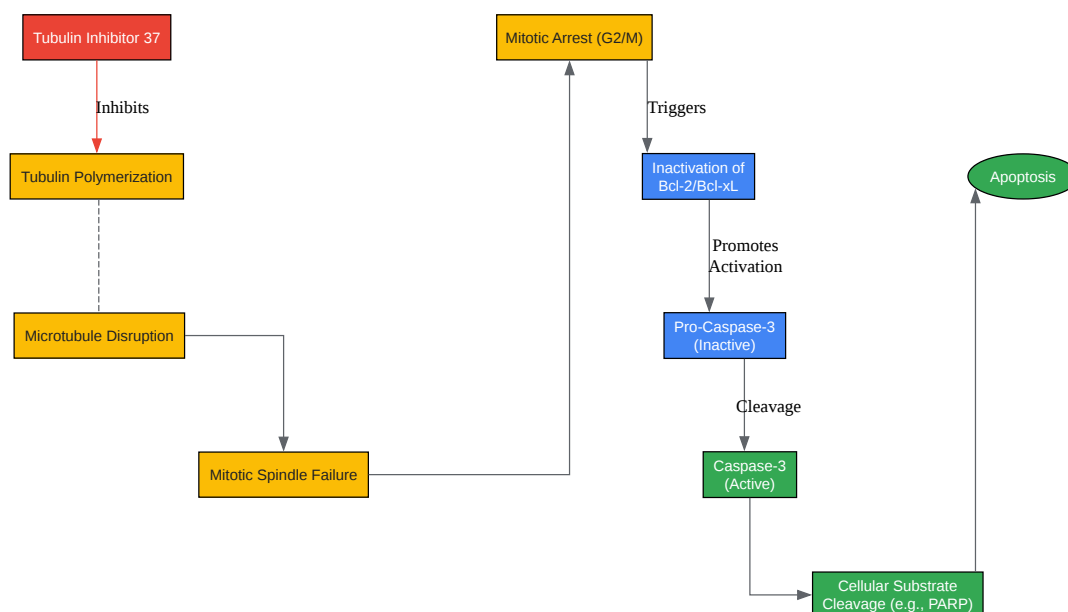 Tubulin Inhibitor 37
Inhibits
Tubulin Polymerization
Microtubule Disruption
Mitotic Spindle Failure
Mitotic Arrest (G2/M)
Triggers
Inactivation of
Bcl-2/Bcl-xL
Promotes
Activation
Pro-Caspase-3
(Inactive)
Cleavage
Caspase-3
(Active)
Cellular Substrate
Cleavage (e.g., PARP)
Apoptosis